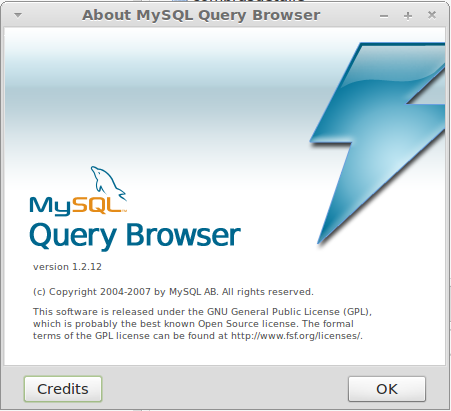 About MySQL Query Browser
MySQL
Query Browser
version 1.2.12
(c) Copyright 2004-2007 by MySQL AB. All rights reserved.
This software is released under the GNU General Public License (GPL),
which is probably the best known Open Source license. The formal
terms of the GPL license can be found at http://www.fsf.org/licenses/.
Credits
OK